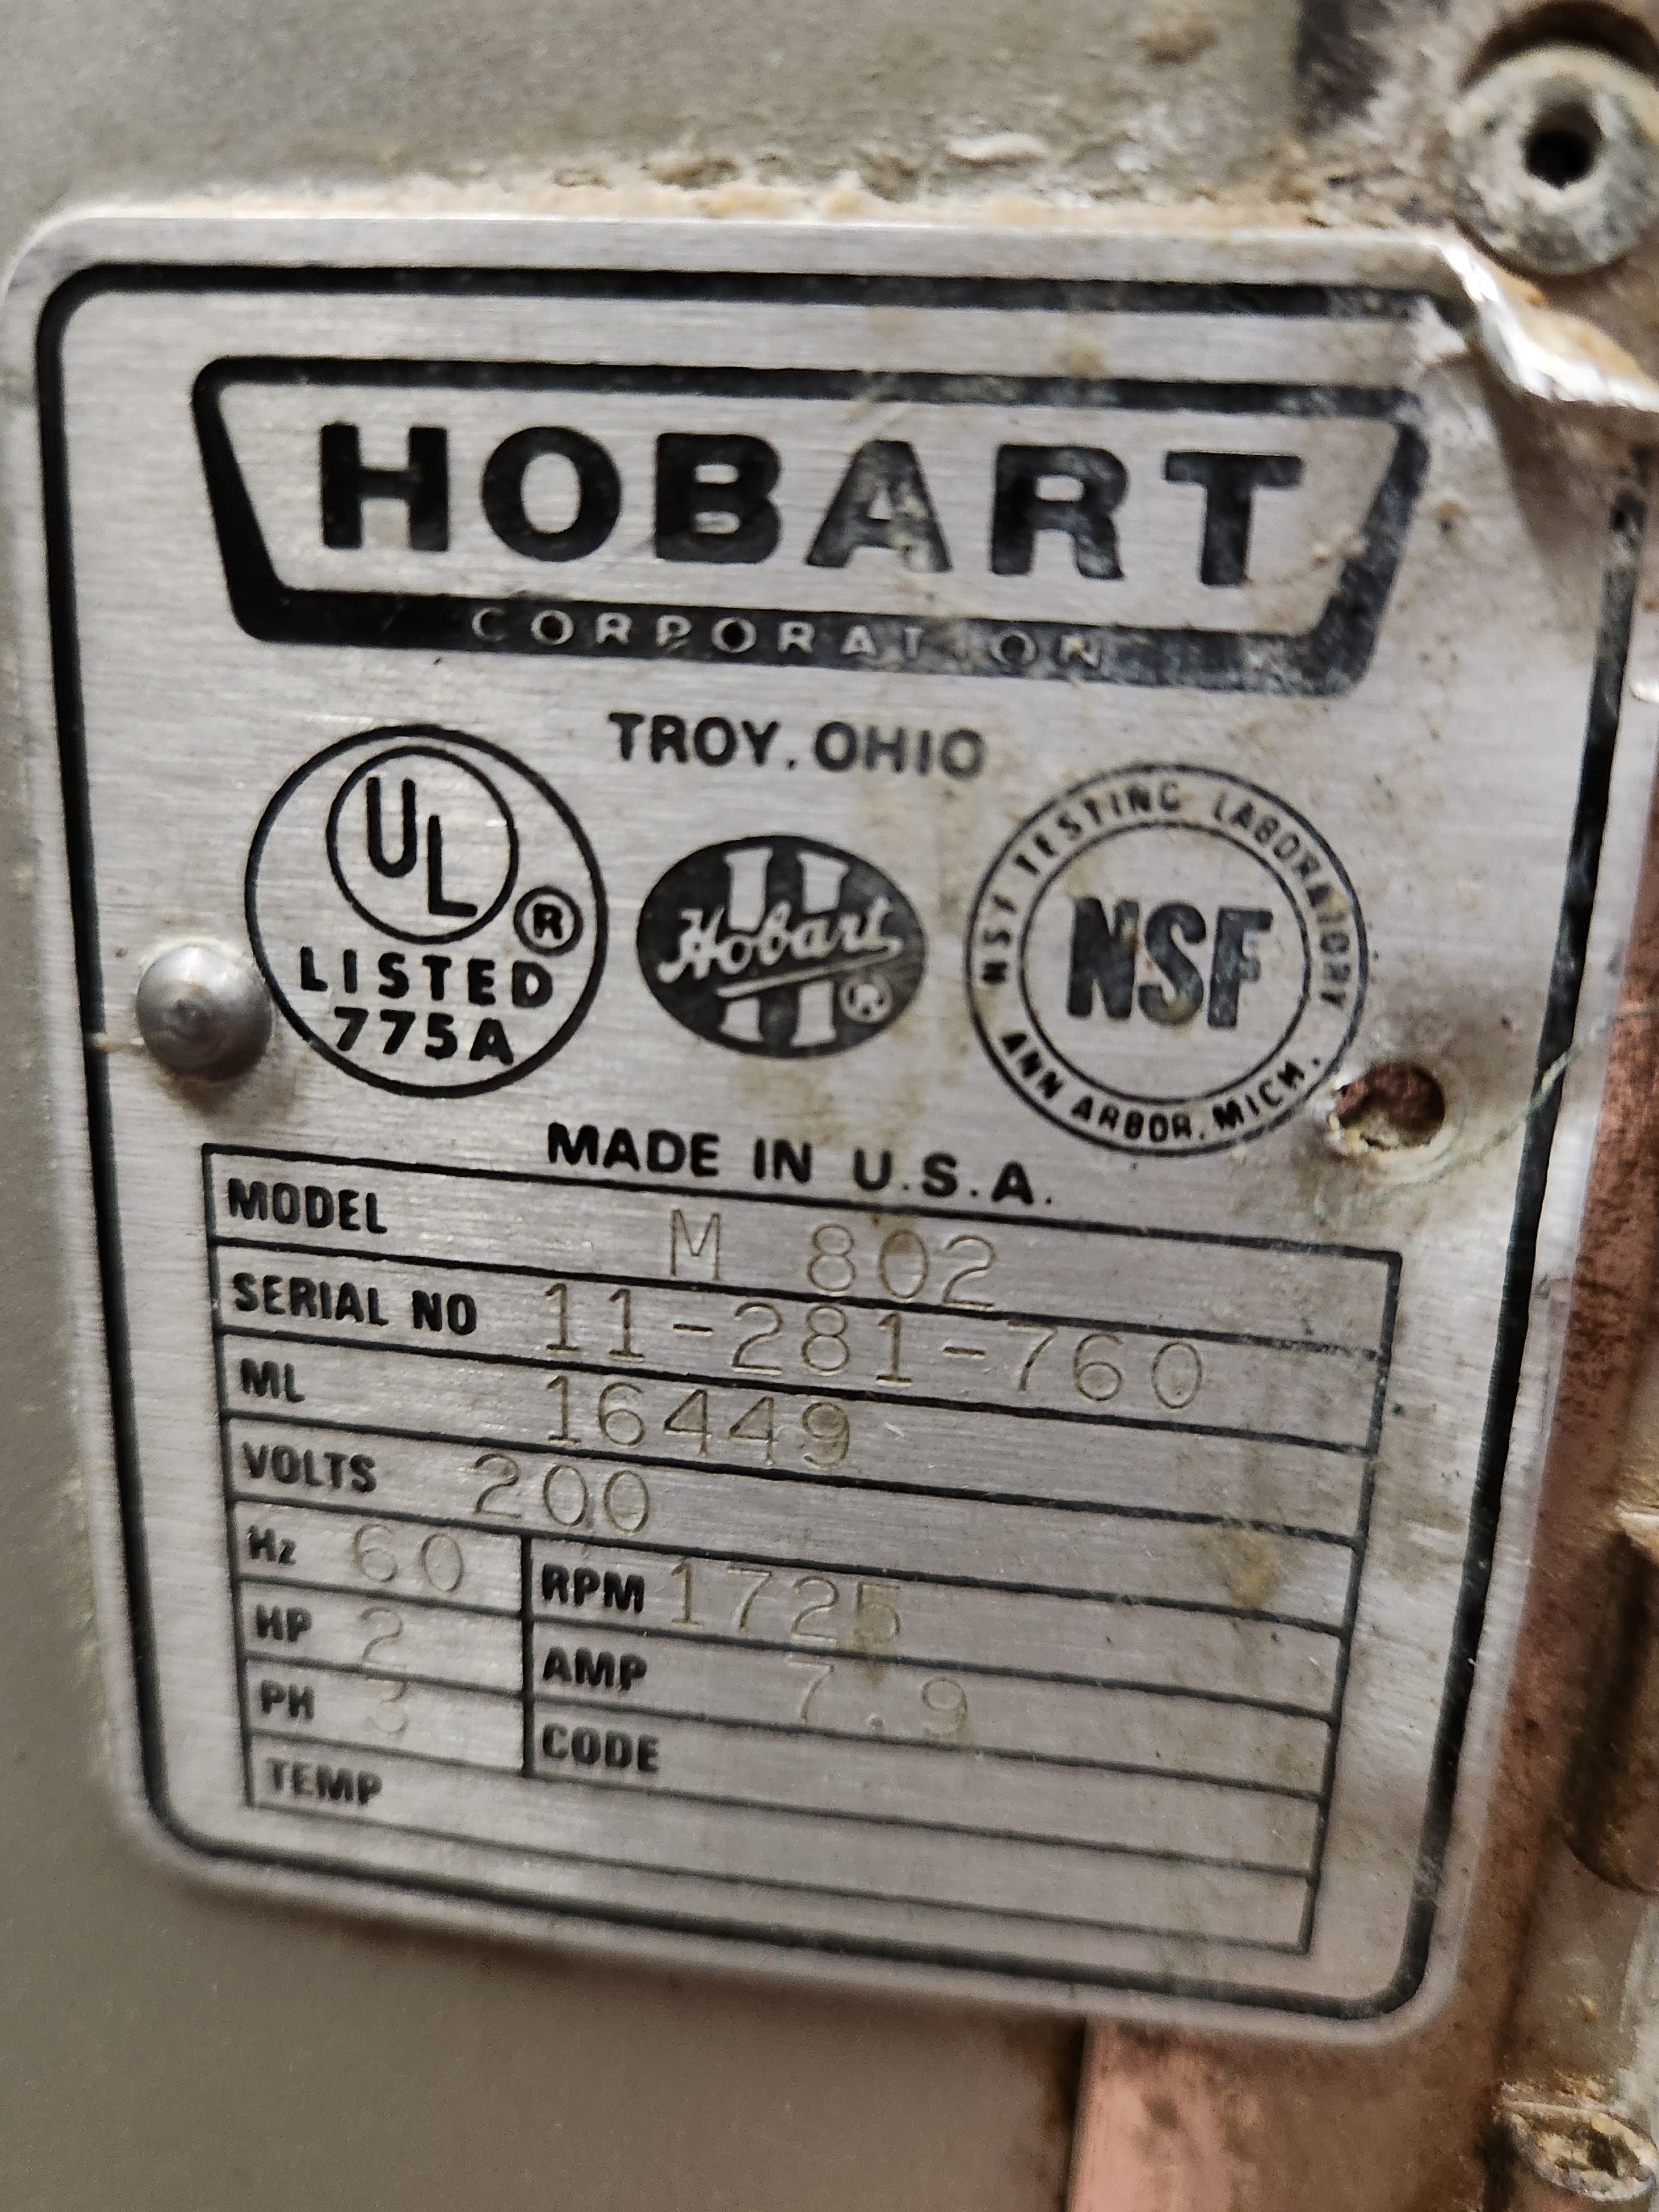 HOBART
CORPORATION
TROY, OHIO
UL
®
LISTED
775A
Hobart
®
NSF TESTING LABORATORY
NSF
ANN ARBOR, MICH.
MADE IN U.S.A.
MODEL M 802
SERIAL NO 11-281-760
ML 16449
VOLTS 200
Hz 60 RPM 1725
HP 2 AMP 7.9
PH 3 CODE
TEMP